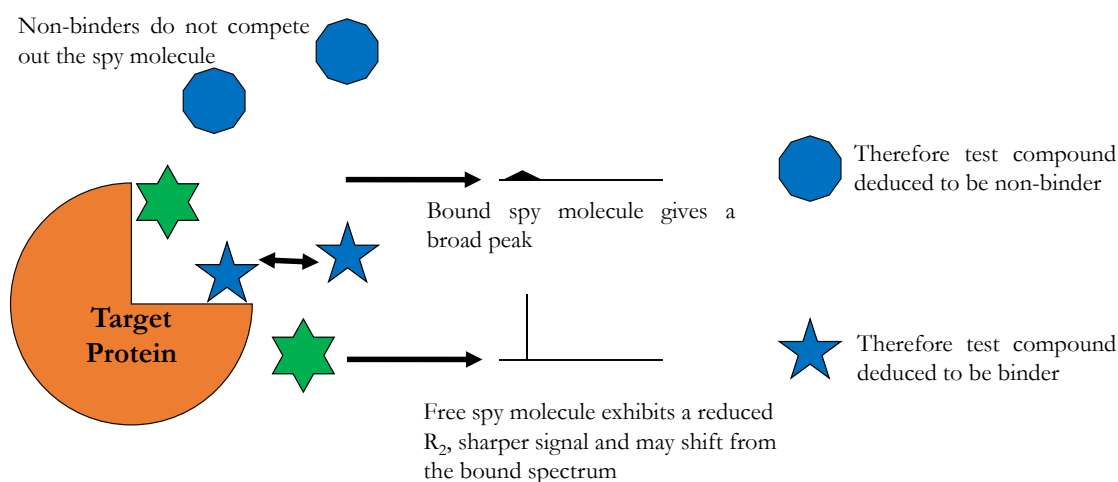 Non-binders do not compete
out the spy molecule
Therefore test compound
deduced to be non-binder
Bound spy molecule gives a
broad peak
Target
Protein
Therefore test compound
deduced to be binder
Free spy molecule exhibits a reduced
R₂, sharper signal and may shift from
the bound spectrum